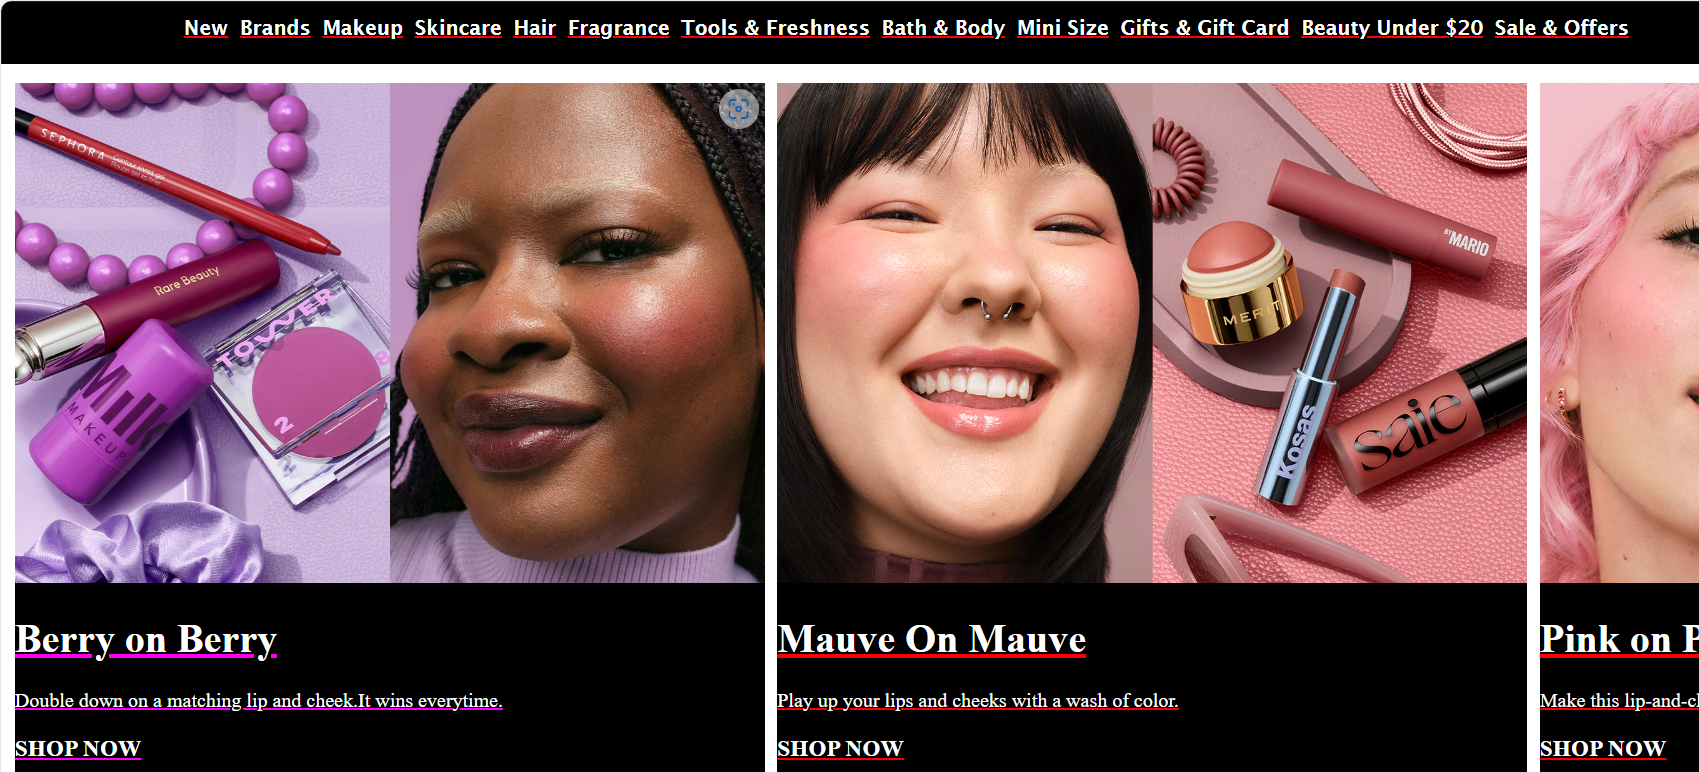 New Brands Makeup Skincare Hair Fragrance Tools & Freshness Bath & Body Mini Size Gifts & Gift Card Beauty Under $20 Sale & Offers
SEPHORA
Rare Beauty
TOWER
2
8
Milk
MAKEUP
BY MARIO
MERIT
Kosas
saie
Berry on Berry
Double down on a matching lip and cheek.It wins everytime.
SHOP NOW
Mauve On Mauve
Play up your lips and cheeks with a wash of color.
SHOP NOW
Pink on P
Make this lip-and-cl
SHOP NOW